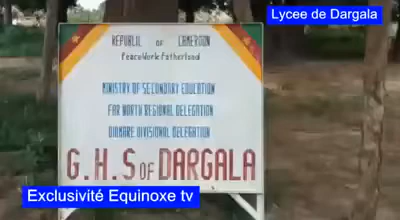 Lycee de Dargala
REPUBLIC OF CAMEROON
Peace Work Fatherland
MINISTRY OF SECONDARY EDUCATION
FAR NORTH REGIONAL DELEGATION
DIAMARE DIVISIONAL DELEGATION
G.H.S OF DARGALA
Exclusivité Equinoxe tv